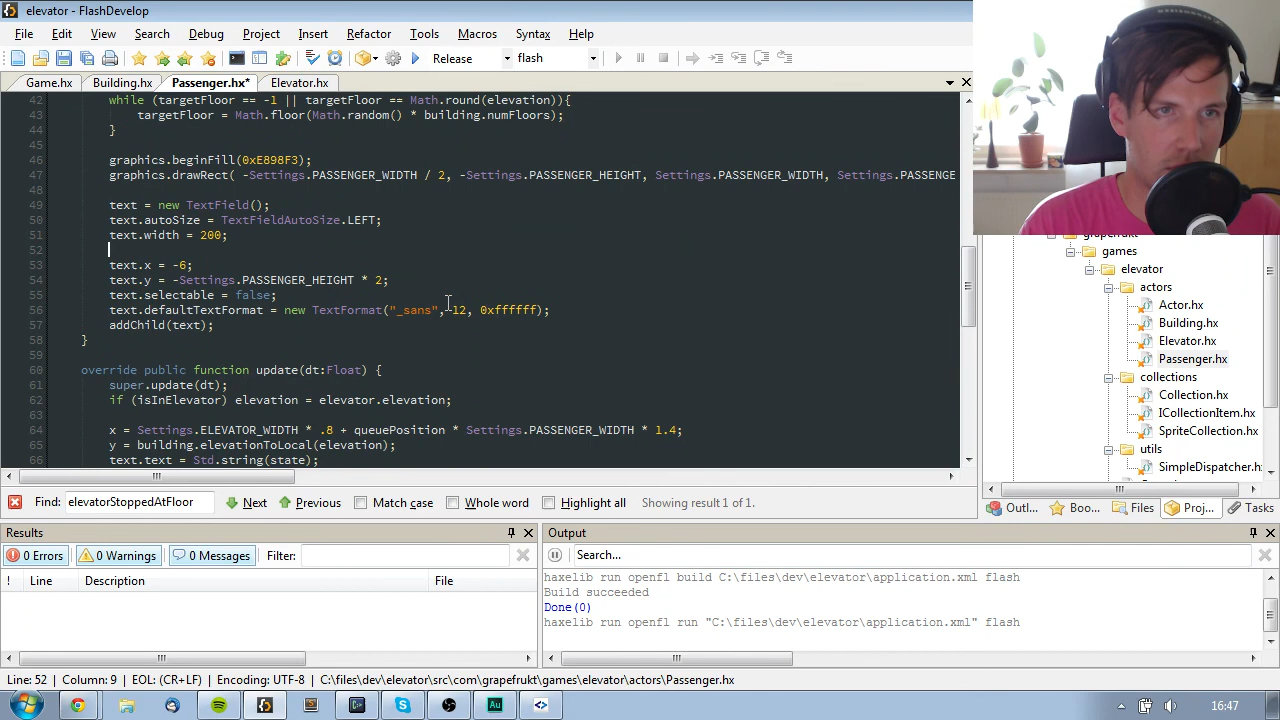 elevator - FlashDevelop
File Edit View Search Debug Project Insert Refactor Tools Macros Syntax Help
Release flash
Game.hx Building.hx Passenger.hx* Elevator.hx
42 while (targetFloor == -1 || targetFloor == Math.round(elevation)){
43 targetFloor = Math.floor(Math.random() * building.numFloors);
44 }
45
46 graphics.beginFill(0xE898F3);
47 graphics.drawRect( -Settings.PASSENGER_WIDTH / 2, -Settings.PASSENGER_HEIGHT, Settings.PASSENGER_WIDTH, Settings.PASSENGE
48
49 text = new TextField();
50 text.autoSize = TextFieldAutoSize.LEFT;
51 text.width = 200;
52
53 text.x = -6;
54 text.y = -Settings.PASSENGER_HEIGHT * 2;
55 text.selectable = false;
56 text.defaultTextFormat = new TextFormat("_sans", 12, 0xffffff);
57 addChild(text);
58 }
59
60 override public function update(dt:Float) {
61 super.update(dt);
62 if (isInElevator) elevation = elevator.elevation;
63
64 x = Settings.ELEVATOR_WIDTH * .8 + queuePosition * Settings.PASSENGER_WIDTH * 1.4;
65 y = building.elevationToLocal(elevation);
66 text.text = Std.string(state);
grapefrukt
games
elevator
actors
Actor.hx
Building.hx
Elevator.hx
Passenger.hx
collections
Collection.hx
ICollectionItem.hx
SpriteCollection.hx
utils
SimpleDispatcher.hx
Outl... Boo... Files Proj... Tasks
Find: elevatorStoppedAtFloor Next Previous Match case Whole word Highlight all Showing result 1 of 1.
Results
0 Errors 0 Warnings 0 Messages Filter:
! Line Description File
Output
Search...
haxelib run openfl build C:\files\dev\elevator\application.xml flash
Build succeeded
Done(0)
haxelib run openfl run "C:\files\dev\elevator\application.xml" flash
Line: 52 Column: 9 EOL: (CR+LF) Encoding: UTF-8 C:\files\dev\elevator\src\com\grapefrukt\games\elevator\actors\Passenger.hx
Au
16:47